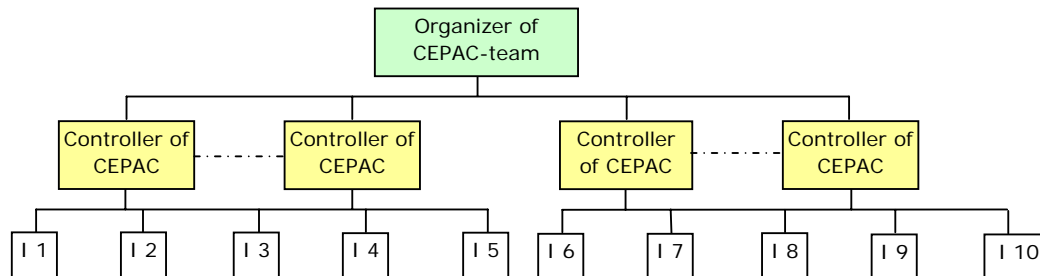 Organizer of
CEPAC-team
Controller of
CEPAC
Controller of
CEPAC
Controller
of CEPAC
Controller of
CEPAC
I 1
I 2
I 3
I 4
I 5
I 6
I 7
I 8
I 9
I 10